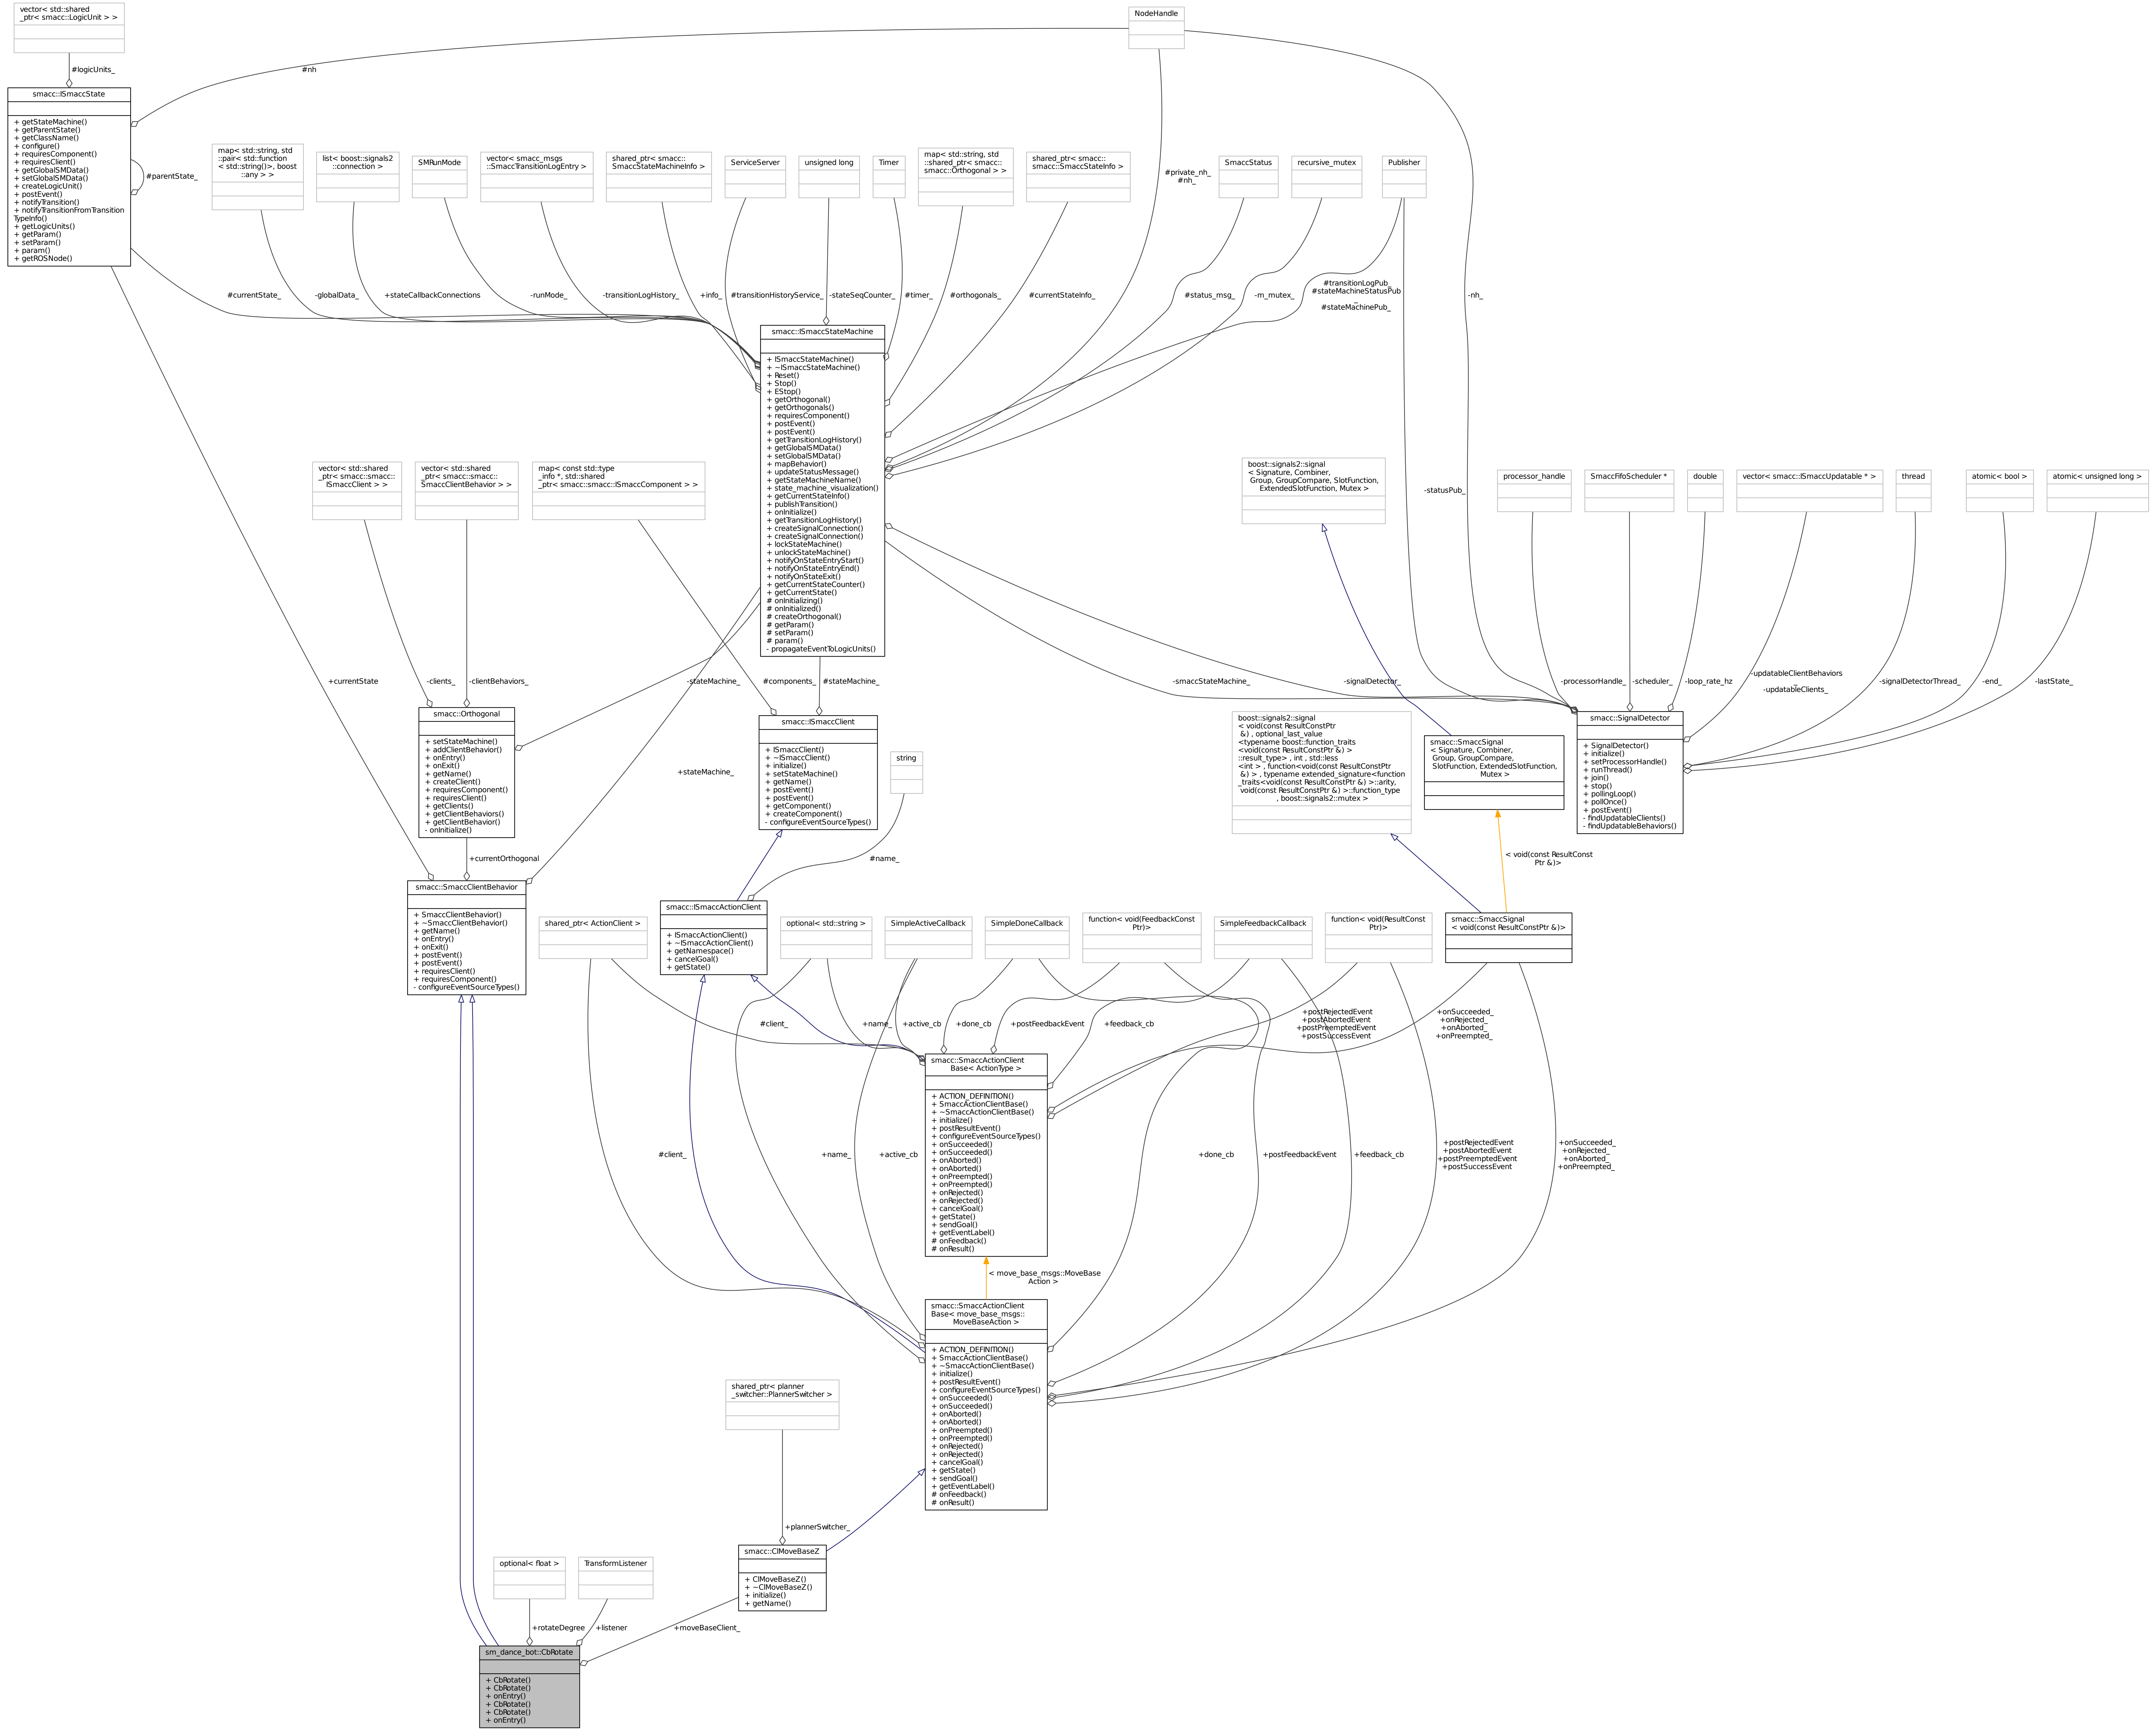 vector< std::shared
_ptr< smacc::LogicUnit > >
NodeHandle
#logicUnits_
#nh
smacc::ISmaccState
+ getStateMachine()
+ getParentState()
+ getClassName()
+ configure()
+ requiresComponent()
+ requiresClient()
+ getGlobalSMData()
+ setGlobalSMData()
+ createLogicUnit()
+ postEvent()
+ notifyTransition()
+ notifyTransitionFromTransition
TypeInfo()
+ getLogicUnits()
+ getParam()
+ setParam()
+ param()
+ getROSNode()
#parentState_
map< std::string, std
::pair< std::function
< std::string()>, boost
::any > >
list< boost::signals2
::connection >
SMRunMode
vector< smacc_msgs
::SmaccTransitionLogEntry >
shared_ptr< smacc::
SmaccStateMachineInfo >
ServiceServer
unsigned long
Timer
map< std::string, std
::shared_ptr< smacc::
smacc::Orthogonal > >
shared_ptr< smacc::
smacc::SmaccStateInfo >
#private_nh_
#nh_
SmaccStatus
recursive_mutex
Publisher
#currentState_
-globalData_
+stateCallbackConnections
-runMode_
-transitionLogHistory_
+info_
#transitionHistoryService_
-stateSeqCounter_
#timer_
#orthogonals_
#currentStateInfo_
#status_msg_
-m_mutex_
#transitionLogPub_
#stateMachineStatusPub
_
#stateMachinePub_
-nh_
smacc::ISmaccStateMachine
+ ISmaccStateMachine()
+ ~ISmaccStateMachine()
+ Reset()
+ Stop()
+ EStop()
+ getOrthogonal()
+ getOrthogonals()
+ requiresComponent()
+ postEvent()
+ postEvent()
+ getTransitionLogHistory()
+ getGlobalSMData()
+ setGlobalSMData()
+ mapBehavior()
+ updateStatusMessage()
+ getStateMachineName()
+ state_machine_visualization()
+ getCurrentStateInfo()
+ publishTransition()
+ onInitialize()
+ getTransitionLogHistory()
+ createSignalConnection()
+ createSignalConnection()
+ lockStateMachine()
+ unlockStateMachine()
+ notifyOnStateEntryStart()
+ notifyOnStateEntryEnd()
+ notifyOnStateExit()
+ getCurrentStateCounter()
+ getCurrentState()
# onInitializing()
# onInitialized()
# createOrthogonal()
# getParam()
# setParam()
# param()
- propagateEventToLogicUnits()
vector< std::shared
_ptr< smacc::smacc::
ISmaccClient > >
vector< std::shared
_ptr< smacc::smacc::
SmaccClientBehavior > >
map< const std::type
_info *, std::shared
_ptr< smacc::smacc::ISmaccComponent > >
boost::signals2::signal
< Signature, Combiner,
Group, GroupCompare, SlotFunction,
ExtendedSlotFunction, Mutex >
-statusPub_
processor_handle
SmaccFifoScheduler *
double
vector< smacc::ISmaccUpdatable * >
thread
atomic< bool >
atomic< unsigned long >
+currentState
-clients_
-clientBehaviors_
-stateMachine_
#components_
#stateMachine_
-smaccStateMachine_
-signalDetector_
-processorHandle_
-scheduler_
-loop_rate_hz
-updatableClientBehaviors
_
-updatableClients_
-signalDetectorThread_
-end_
-lastState_
smacc::Orthogonal
+ setStateMachine()
+ addClientBehavior()
+ onEntry()
+ onExit()
+ getName()
+ createClient()
+ requiresComponent()
+ requiresClient()
+ getClients()
+ getClientBehaviors()
+ getClientBehavior()
- onInitialize()
+stateMachine_
smacc::ISmaccClient
+ ISmaccClient()
+ ~ISmaccClient()
+ initialize()
+ setStateMachine()
+ getName()
+ postEvent()
+ postEvent()
+ getComponent()
+ createComponent()
- configureEventSourceTypes()
string
boost::signals2::signal
< void(const ResultConstPtr
&) , optional_last_value
<typename boost::function_traits
<void(const ResultConstPtr &) >
::result_type> , int , std::less
<int > , function<void(const ResultConstPtr
&) > , typename extended_signature<function
_traits<void(const ResultConstPtr &) >::arity,
void(const ResultConstPtr &) >::function_type
, boost::signals2::mutex >
smacc::SmaccSignal
< Signature, Combiner,
Group, GroupCompare,
SlotFunction, ExtendedSlotFunction,
Mutex >
smacc::SignalDetector
+ SignalDetector()
+ initialize()
+ setProcessorHandle()
+ runThread()
+ join()
+ stop()
+ pollingLoop()
+ pollOnce()
+ postEvent()
- findUpdatableClients()
- findUpdatableBehaviors()
+currentOrthogonal
#name_
< void(const ResultConst
Ptr &)>
smacc::SmaccClientBehavior
+ SmaccClientBehavior()
+ ~SmaccClientBehavior()
+ getName()
+ onEntry()
+ onExit()
+ postEvent()
+ postEvent()
+ requiresClient()
+ requiresComponent()
- configureEventSourceTypes()
shared_ptr< ActionClient >
smacc::ISmaccActionClient
+ ISmaccActionClient()
+ ~ISmaccActionClient()
+ getNamespace()
+ cancelGoal()
+ getState()
optional< std::string >
SimpleActiveCallback
SimpleDoneCallback
function< void(FeedbackConst
Ptr)>
SimpleFeedbackCallback
function< void(ResultConst
Ptr)>
smacc::SmaccSignal
< void(const ResultConstPtr &)>
#client_
+name_
+active_cb
+done_cb
+postFeedbackEvent
+feedback_cb
+postRejectedEvent
+postAbortedEvent
+postPreemptedEvent
+postSuccessEvent
+onSucceeded_
+onRejected_
+onAborted_
+onPreempted_
smacc::SmaccActionClient
Base< ActionType >
+ ACTION_DEFINITION()
+ SmaccActionClientBase()
+ ~SmaccActionClientBase()
+ initialize()
+ postResultEvent()
+ configureEventSourceTypes()
+ onSucceeded()
+ onSucceeded()
+ onAborted()
+ onAborted()
+ onPreempted()
+ onPreempted()
+ onRejected()
+ onRejected()
+ cancelGoal()
+ getState()
+ sendGoal()
+ getEventLabel()
# onFeedback()
# onResult()
#client_
+name_
+active_cb
+done_cb
+postFeedbackEvent
+feedback_cb
+postRejectedEvent
+postAbortedEvent
+postPreemptedEvent
+postSuccessEvent
+onSucceeded_
+onRejected_
+onAborted_
+onPreempted_
< move_base_msgs::MoveBase
Action >
smacc::SmaccActionClient
Base< move_base_msgs::
MoveBaseAction >
+ ACTION_DEFINITION()
+ SmaccActionClientBase()
+ ~SmaccActionClientBase()
+ initialize()
+ postResultEvent()
+ configureEventSourceTypes()
+ onSucceeded()
+ onSucceeded()
+ onAborted()
+ onAborted()
+ onPreempted()
+ onPreempted()
+ onRejected()
+ onRejected()
+ cancelGoal()
+ getState()
+ sendGoal()
+ getEventLabel()
# onFeedback()
# onResult()
shared_ptr< planner
_switcher::PlannerSwitcher >
+plannerSwitcher_
smacc::ClMoveBaseZ
+ ClMoveBaseZ()
+ ~ClMoveBaseZ()
+ initialize()
+ getName()
optional< float >
TransformListener
+rotateDegree
+listener
+moveBaseClient_
sm_dance_bot::CbRotate
+ CbRotate()
+ CbRotate()
+ onEntry()
+ CbRotate()
+ CbRotate()
+ onEntry()